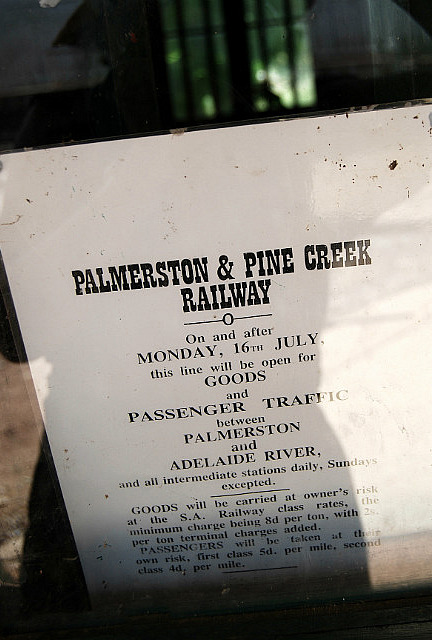 PALMERSTON & PINE CREEK
RAILWAY
O
On and after
MONDAY, 16TH JULY,
this line will be open for
GOODS
and
PASSENGER TRAFFIC
between
PALMERSTON
and
ADELAIDE RIVER,
and all intermediate stations daily, Sundays
excepted.
GOODS will be carried at owner's risk
at the S.A. Railway class rates, the
minimum charge being 8d per ton, with 2s.
per ton terminal charges added.
PASSENGERS will be taken at their
own risk, first class 5d. per mile, second
class 4d. per mile.